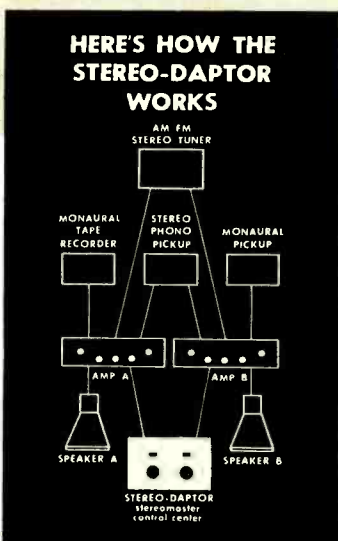 HERE'S HOW THE
STEREO-DAPTOR
WORKS
AM FM
STEREO TUNER
MONAURAL
TAPE
RECORDER
STEREO
PHONO
PICKUP
MONAURAL
PICKUP
AMP A
AMP B
SPEAKER A
SPEAKER B
STEREO-DAPTOR
stereomaster
control center